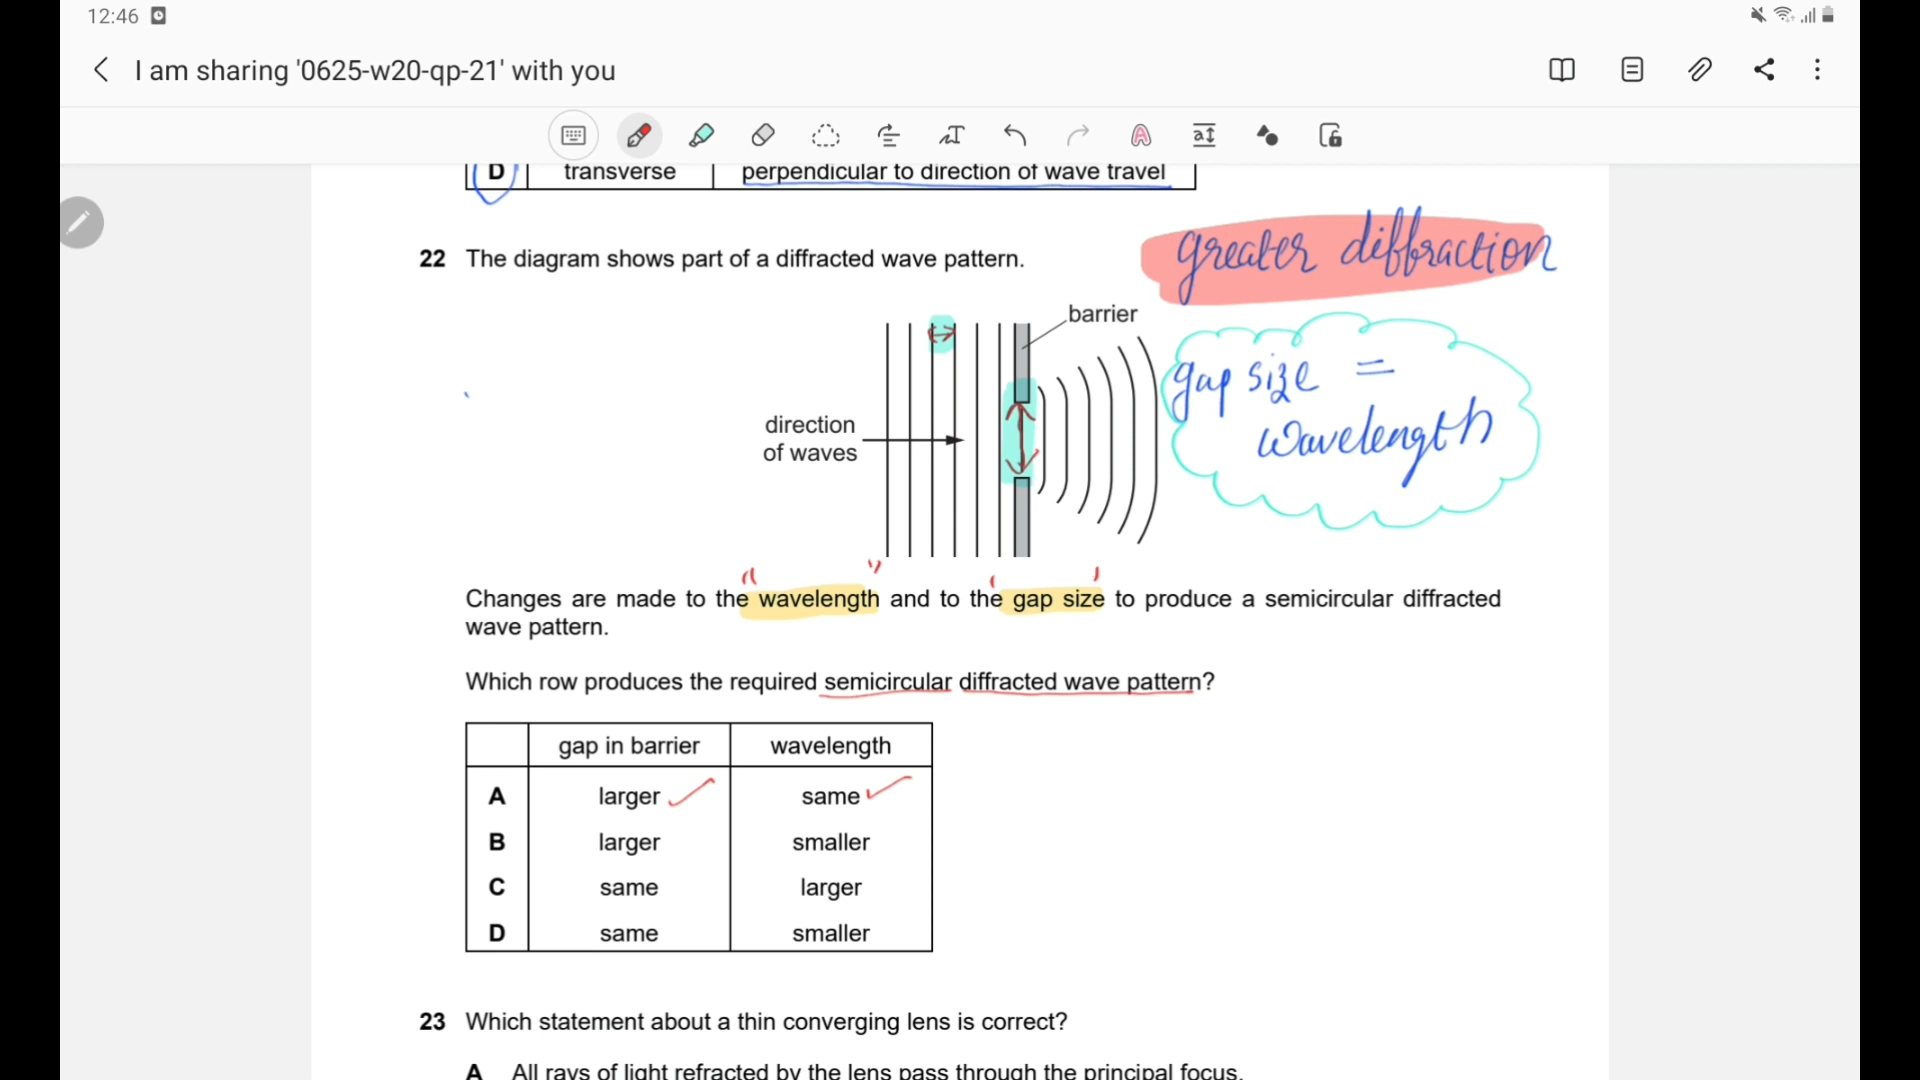 12:46
I am sharing '0625-w20-qp-21' with you
D transverse perpendicular to direction of wave travel
22 The diagram shows part of a diffracted wave pattern.
greater diffraction
barrier
gap size =
wavelength
direction
of waves
Changes are made to the wavelength and to the gap size to produce a semicircular diffracted
wave pattern.
Which row produces the required semicircular diffracted wave pattern?
gap in barrier wavelength
A larger same
B larger smaller
C same larger
D same smaller
23 Which statement about a thin converging lens is correct?
A All rays of light refracted by the lens pass through the principal focus.